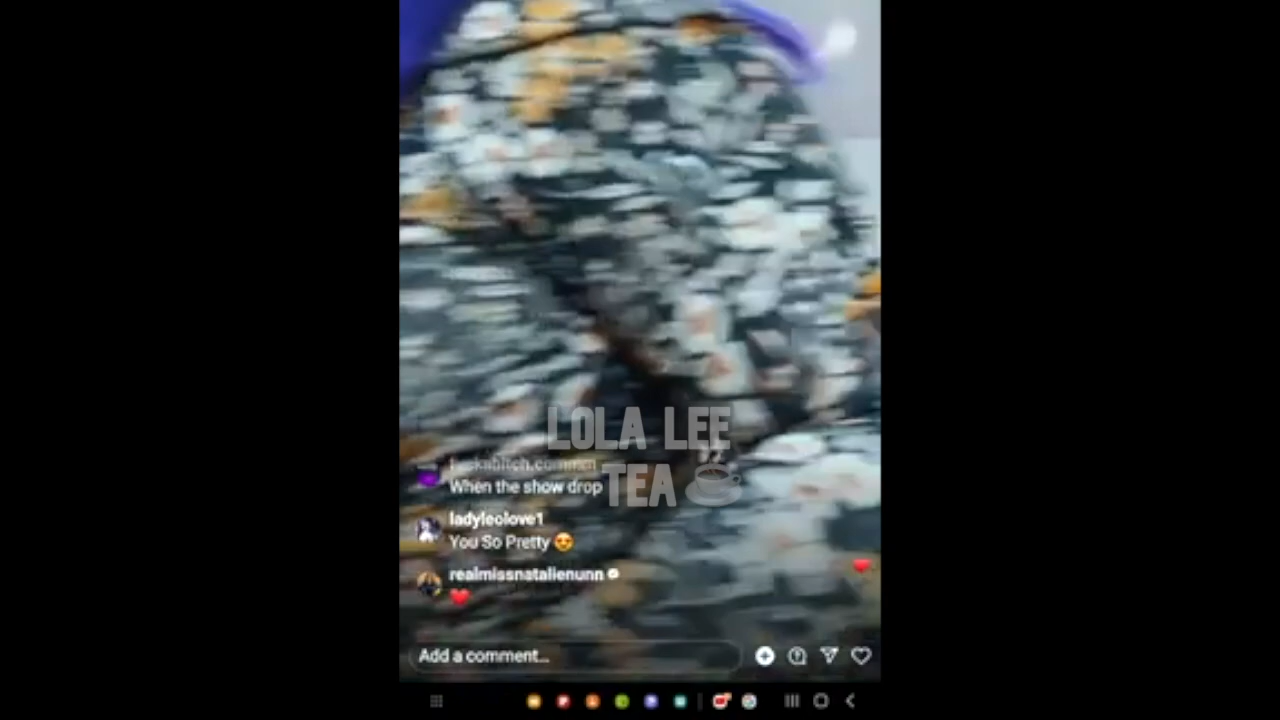 LOLA LEE
TEA
When the show drop
ladyleolove1
You So Pretty 😍
realmissnatalienunn
❤️
Add a comment...